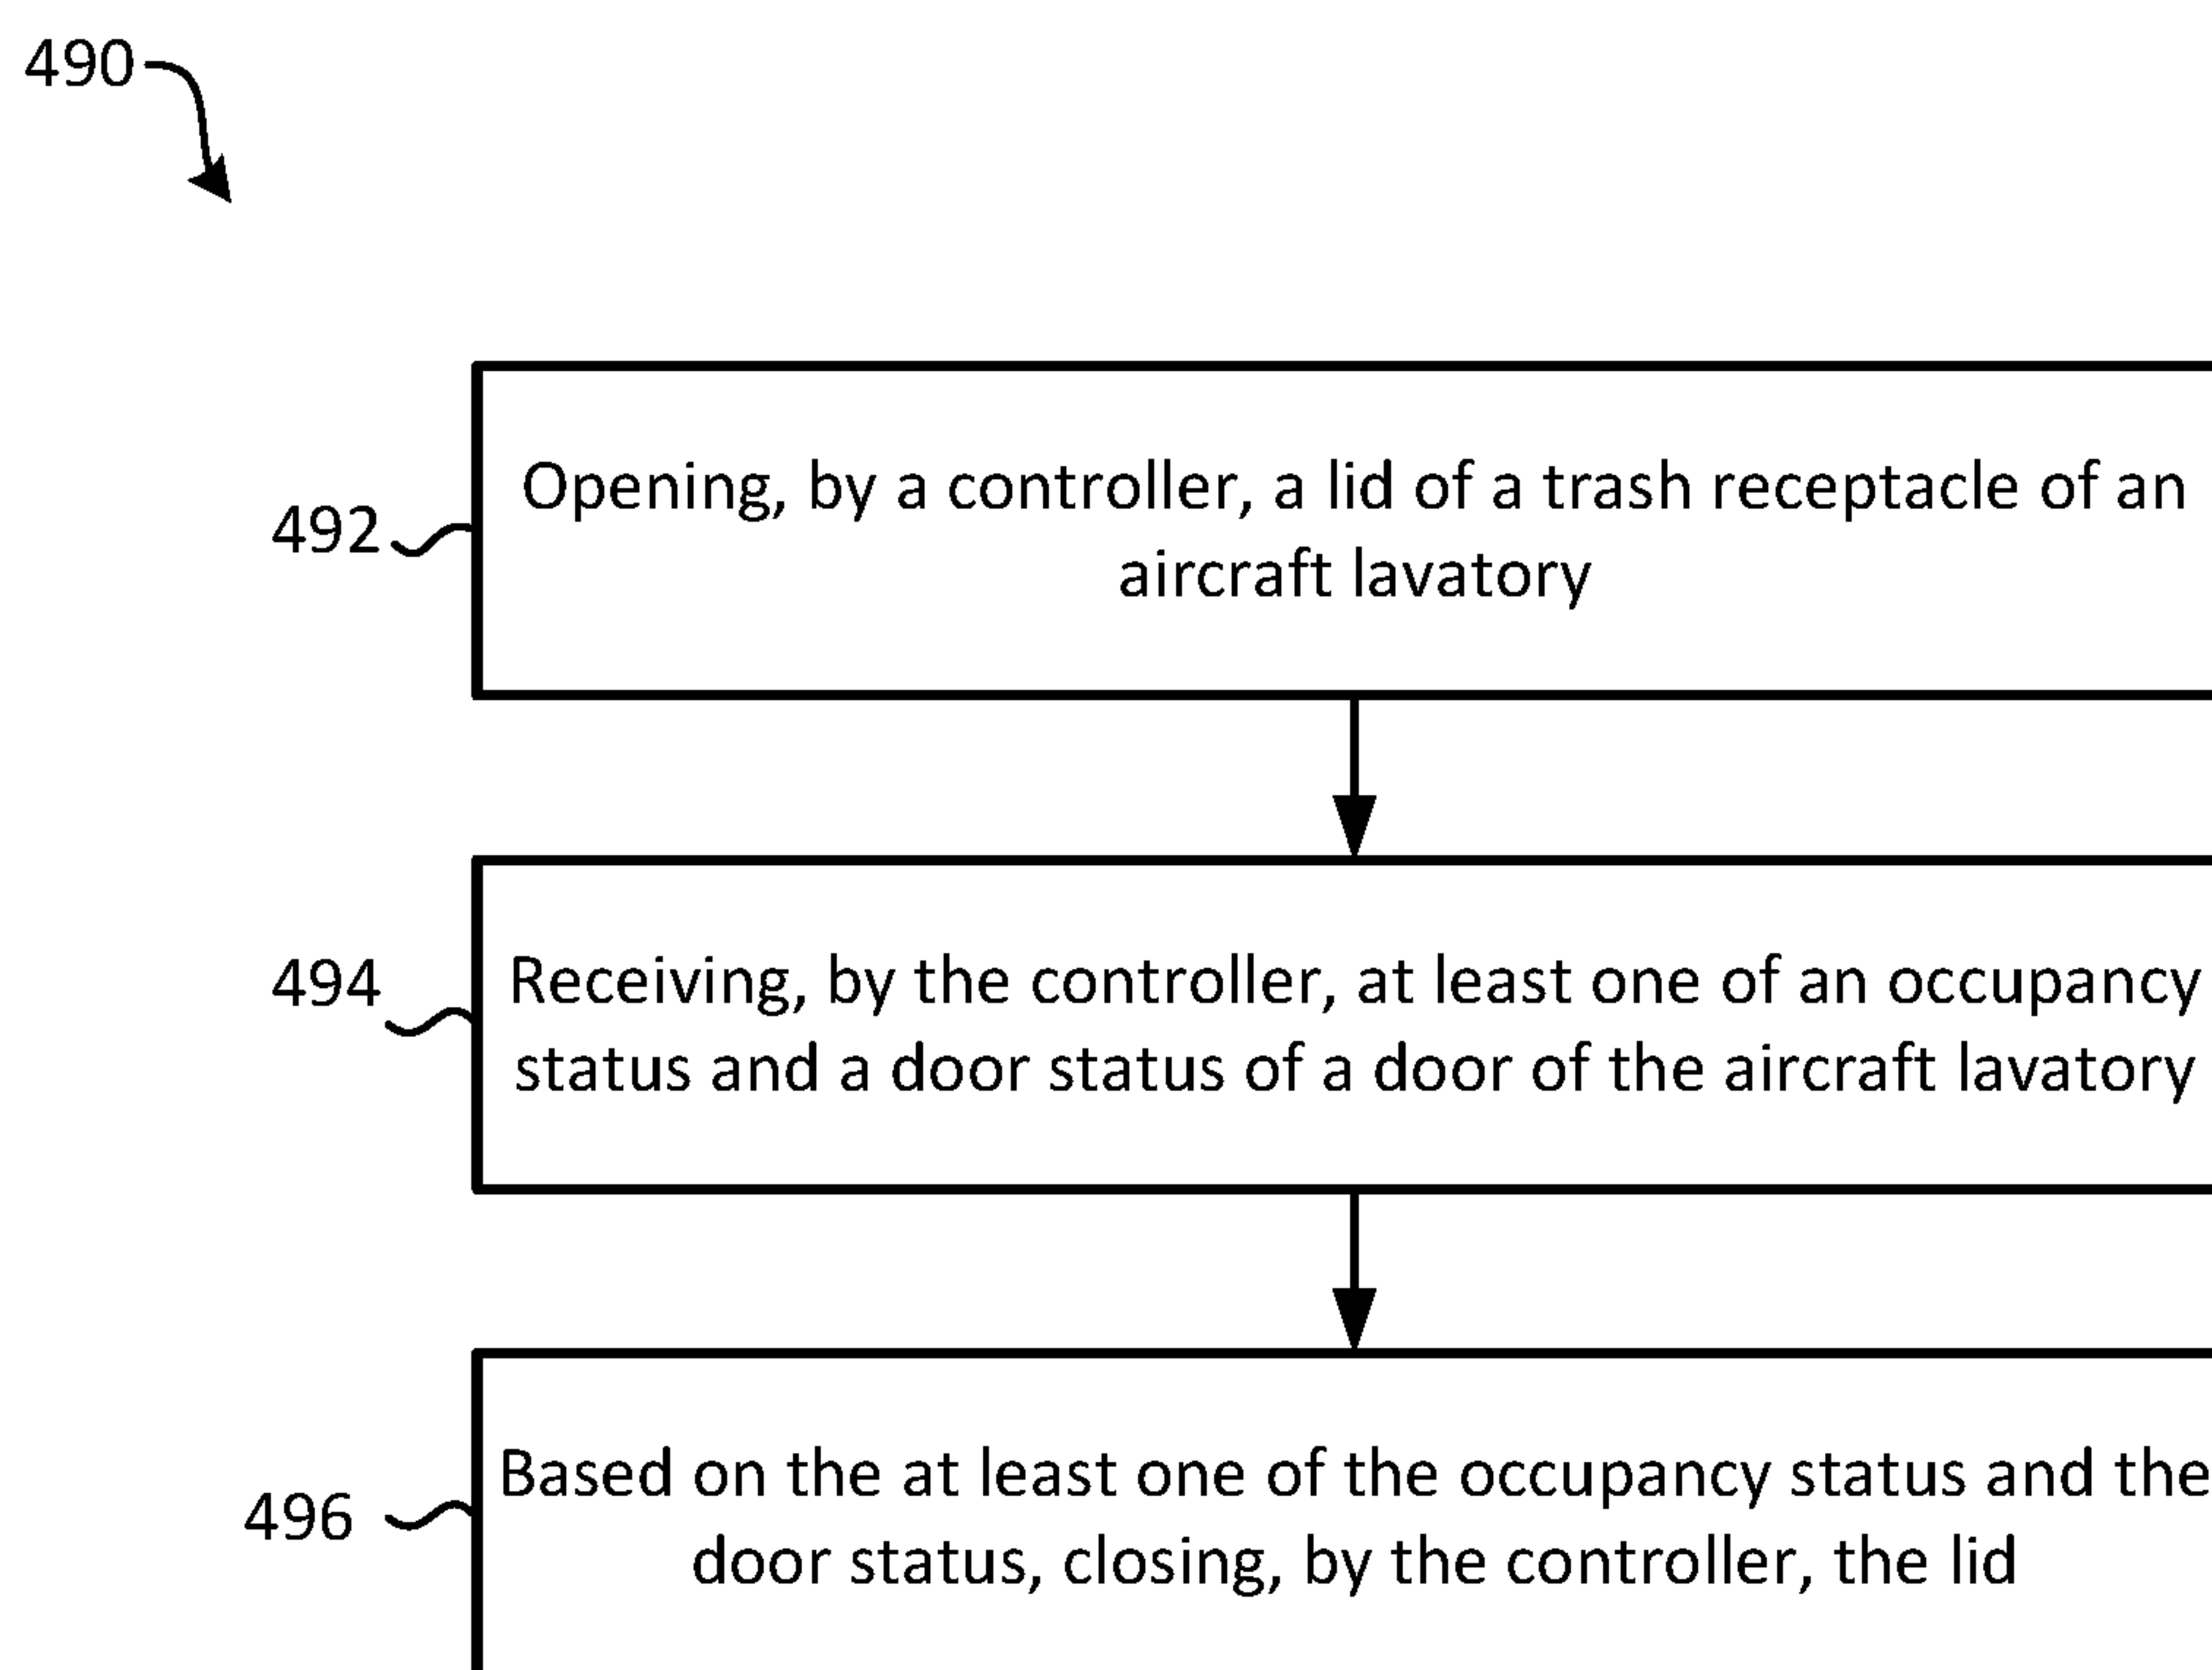 490
492
Opening, by a controller, a lid of a trash receptacle of an
aircraft lavatory
494
Receiving, by the controller, at least one of an occupancy
status and a door status of a door of the aircraft lavatory
496
Based on the at least one of the occupancy status and the
door status, closing, by the controller, the lid